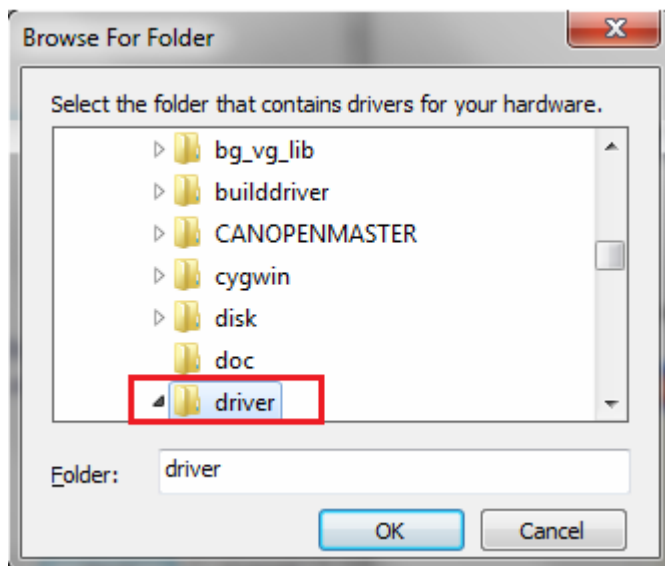 Browse For Folder
Select the folder that contains drivers for your hardware.
bg_vg_lib
builddriver
CANOPENMASTER
cygwin
disk
doc
driver
Folder: driver
OK Cancel